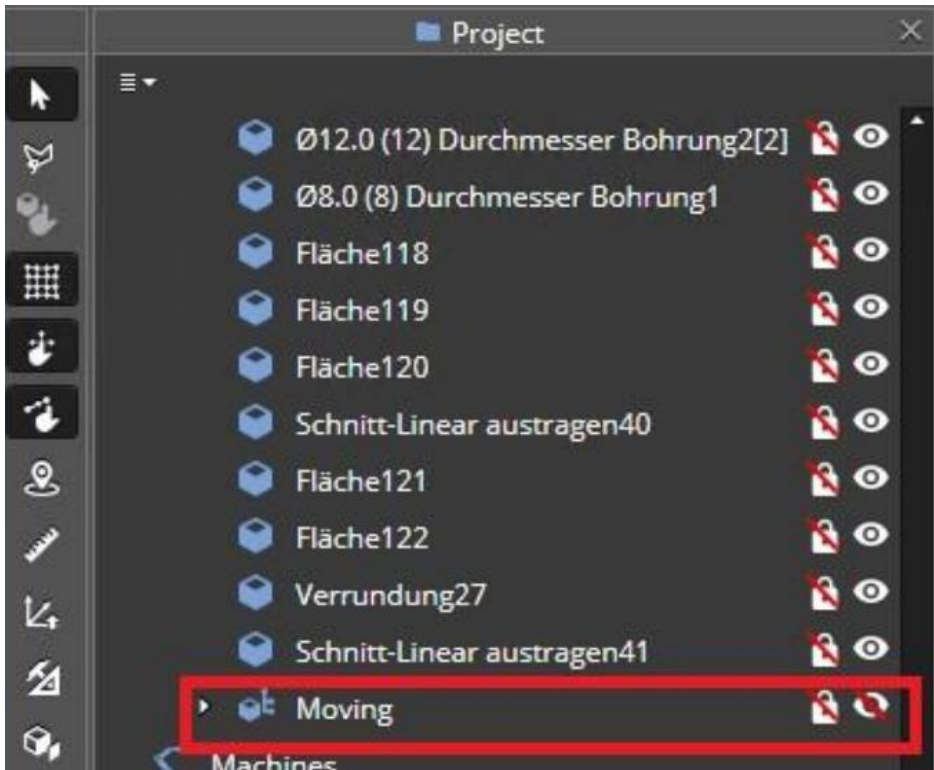 Project
Ø12.0 (12) Durchmesser Bohrung2[2]
Ø8.0 (8) Durchmesser Bohrung1
Fläche118
Fläche119
Fläche120
Schnitt-Linear austragen40
Fläche121
Fläche122
Verrundung27
Schnitt-Linear austragen41
Moving
Machines